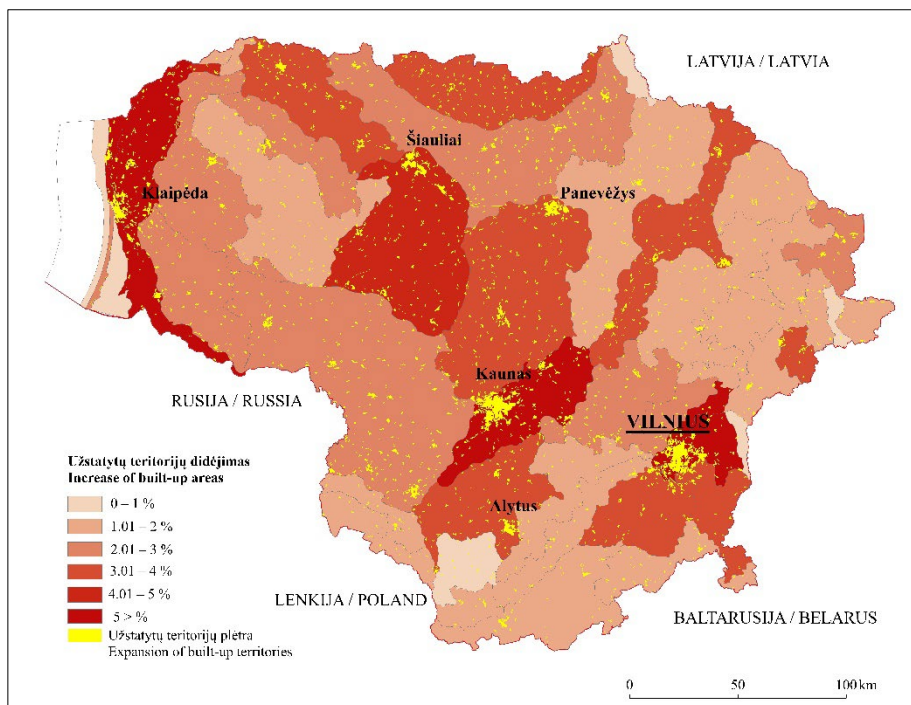 LATVIJA / LATVIA
Šiauliai
Panevėžys
Klaipėda
Kaunas
RUSIJA / RUSSIA
VILNIUS
Užstatytų teritorijų didėjimas
Increase of built-up areas
0 – 1 %
1.01 – 2 %
2.01 – 3 %
3.01 – 4 %
4.01 – 5 %
5 > %
Užstatytų teritorijų plėtra
Expansion of built-up territories
Alytus
LENKIJA / POLAND
BALTARUSIJA / BELARUS
0 50 100 km